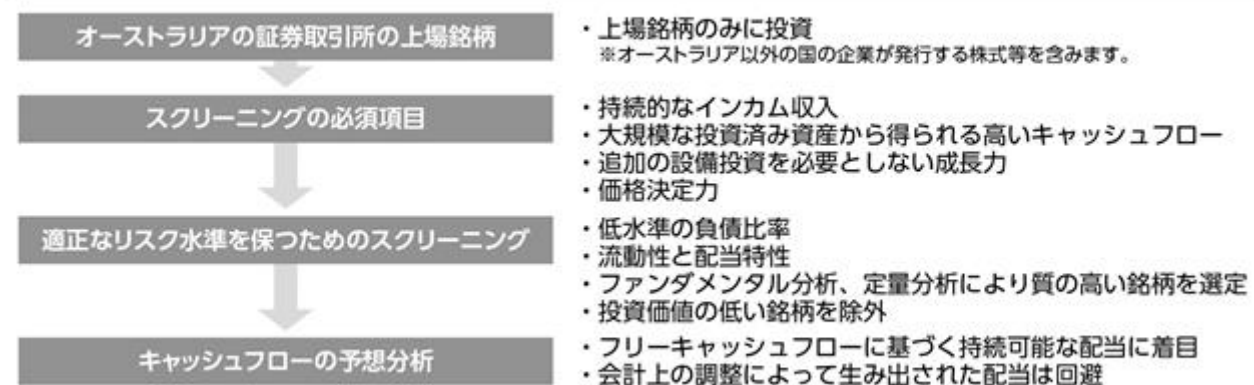 オーストラリアの証券取引所の上場銘柄
・上場銘柄のみに投資
※オーストラリア以外の国の企業が発行する株式等を含みます。
スクリーニングの必須項目
・持続的なインカム収入
・大規模な投資済み資産から得られる高いキャッシュフロー
・追加の設備投資を必要としない成長力
・価格決定力
適正なリスク水準を保つためのスクリーニング
・低水準の負債比率
・流動性と配当特性
・ファンダメンタル分析、定量分析により質の高い銘柄を選定
・投資価値の低い銘柄を除外
キャッシュフローの予想分析
・フリーキャッシュフローに基づく持続可能な配当に着目
・会計上の調整によって生み出された配当は回避